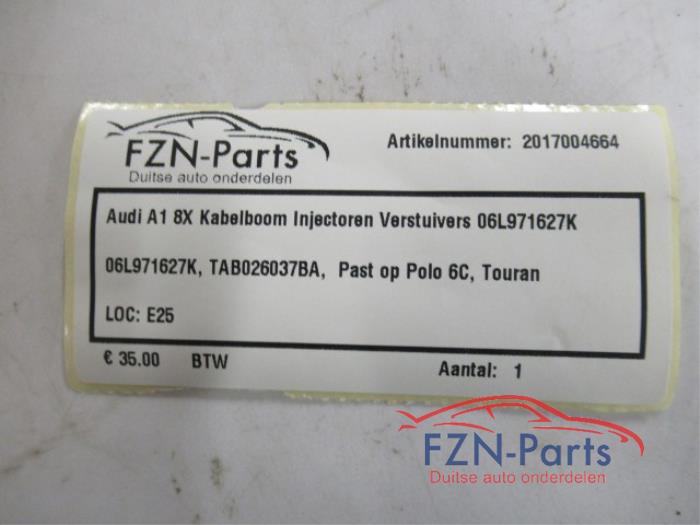 FZN-Parts
Duitse auto onderdelen
Artikelnummer: 2017004664
Audi A1 8X Kabelboom Injectoren Verstuivers 06L971627K
06L971627K, TAB026037BA, Past op Polo 6C, Touran
LOC: E25
€ 35.00 BTW
Aantal: 1
FZN-Parts
Duitse auto onderdelen